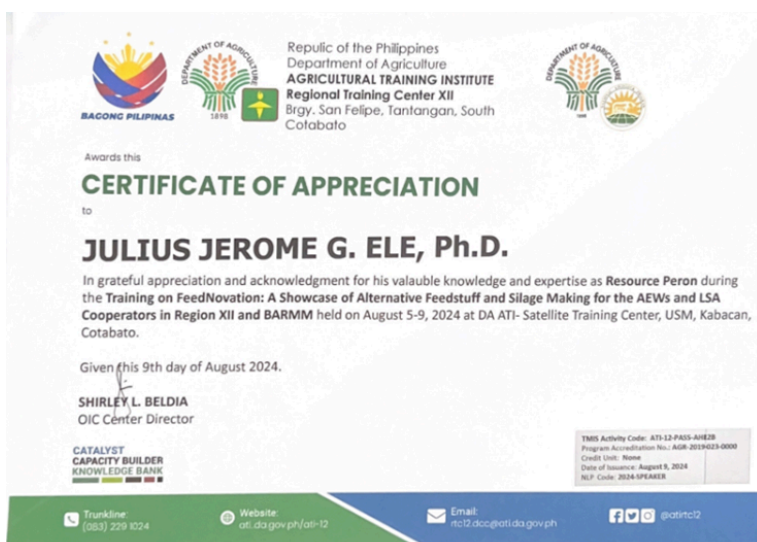 BAGONG PILIPINAS
DEPARTMENT OF AGRICULTURE
1898
Repulic of the Philippines
Department of Agriculture
AGRICULTURAL TRAINING INSTITUTE
Regional Training Center XII
Brgy. San Felipe, Tantangan, South
Cotabato
DEPARTMENT OF AGRICULTURE
1898
Awards this
CERTIFICATE OF APPRECIATION
to
JULIUS JEROME G. ELE, Ph.D.
In grateful appreciation and acknowledgment for his valauble knowledge and expertise as Resource Peron during
the Training on FeedNovation: A Showcase of Alternative Feedstuff and Silage Making for the AEWs and LSA
Cooperators in Region XII and BARMM held on August 5-9, 2024 at DA ATI- Satellite Training Center, USM, Kabacan,
Cotabato.
Given this 9th day of August 2024.
SHIRLEY L. BELDIA
OIC Center Director
CATALYST
CAPACITY BUILDER
KNOWLEDGE BANK
TMIS Activity Code: ATI-12-PASS-AH82B
Program Accreditation No.: AGR-2019-023-0000
Credit Unit: None
Date of Issuance: August 9, 2024
NLP Code: 2024-SPEAKER
Trunkline:
(083) 229 1024
Website:
ati.da.gov.ph/ati-12
Email:
rtc12.dcc@ati.da.gov.ph
@atirtc12